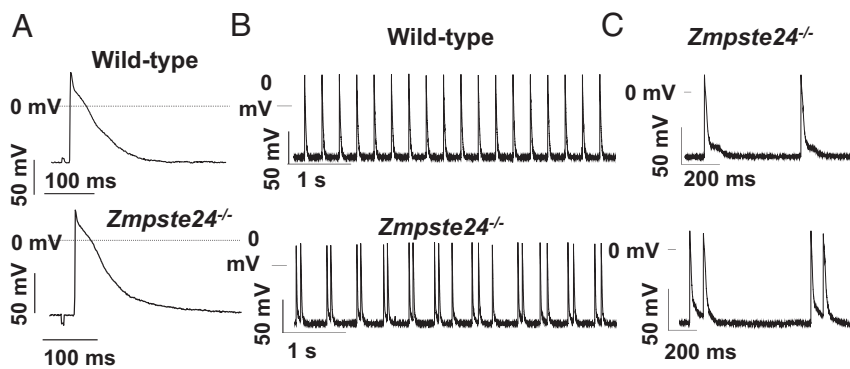 A
B
C
Wild-type
0 mV
50 mV
100 ms
Zmpste24-/-
0 mV
50 mV
100 ms
Wild-type
0
mV
50 mV
1 s
Zmpste24-/-
0
mV
50 mV
1 s
Zmpste24-/-
0 mV
50 mV
200 ms
0 mV
50 mV
200 ms